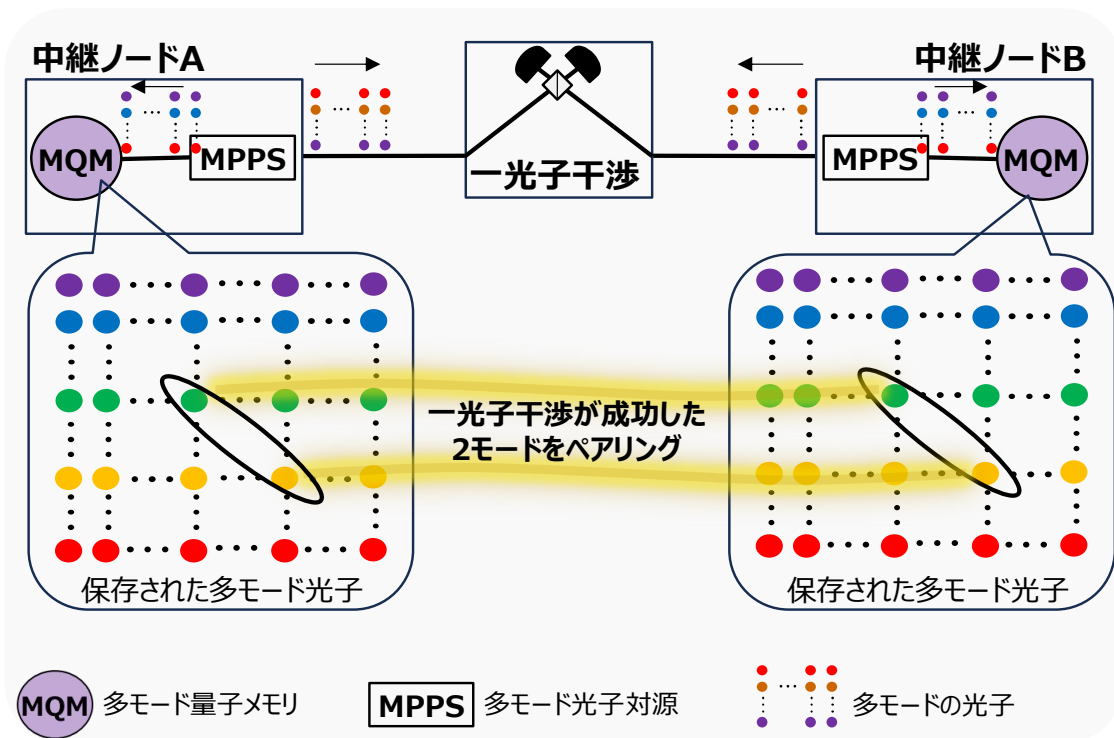 中継ノードA
中継ノードB
MQM
MPPS
一光子干渉
MPPS
MQM
一光子干渉が成功した
2モードをペアリング
保存された多モード光子
保存された多モード光子
MQM 多モード量子メモリ
MPPS 多モード光子対源
多モードの光子